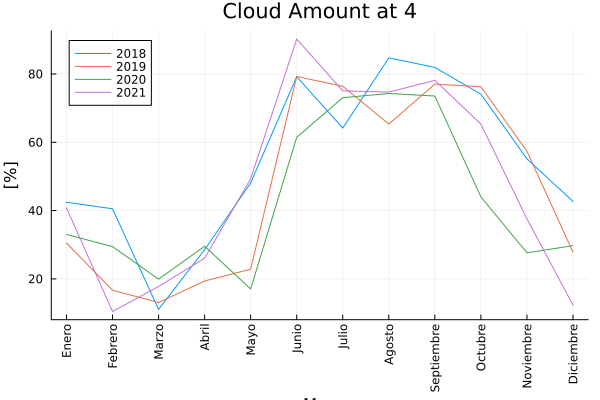 Cloud Amount at 4
2018
2019
2020
2021
[%]
80
60
40
20
Enero
Febrero
Marzo
Abril
Mayo
Junio
Julio
Agosto
Septiembre
Octubre
Noviembre
Diciembre